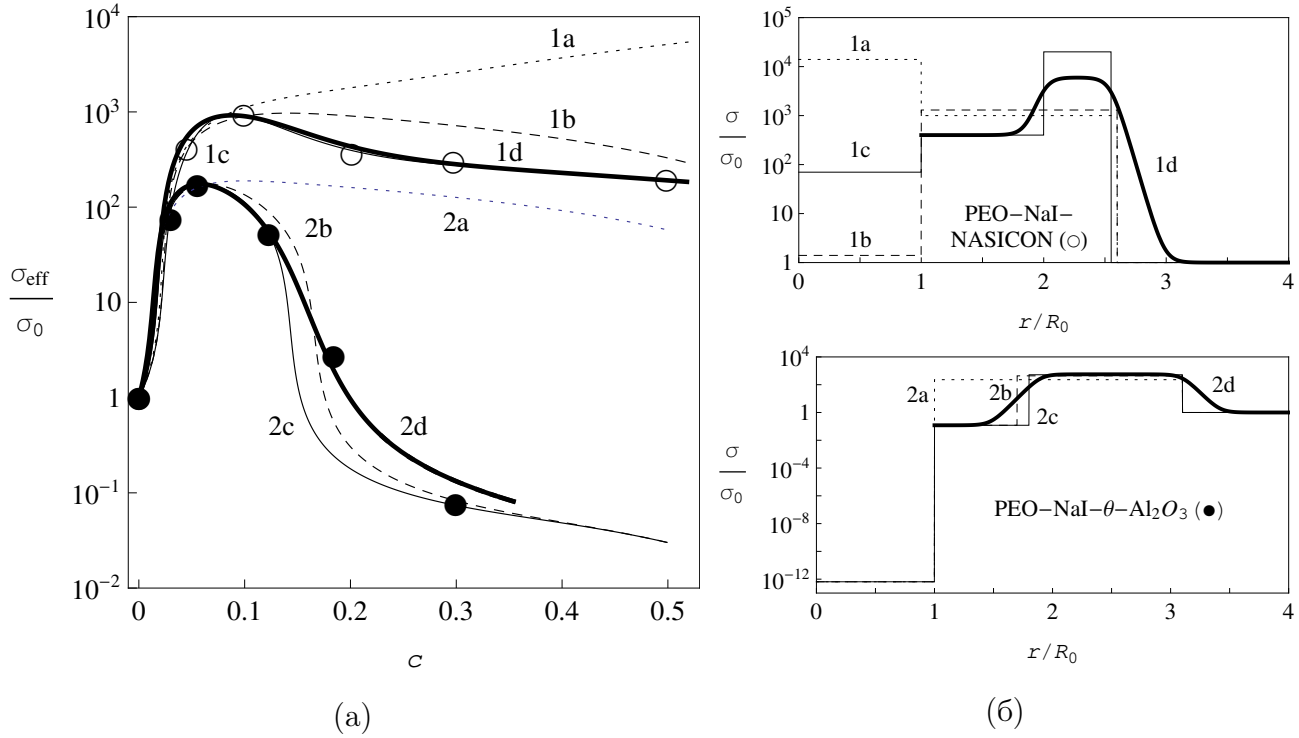 10^4
10^3
10^2
10
1
10^-1
10^-2
σ_eff
σ_0
0
0.1
0.2
0.3
0.4
0.5
c
1a
1b
1c
1d
2a
2b
2c
2d
(а)
10^5
10^4
10^3
10^2
10
1
σ
σ_0
1a
1c
1b
1d
PEO−NaI−
NASICON (○)
0
1
2
3
4
r/R_0
10^4
1
10^-4
10^-8
10^-12
σ
σ_0
2a
2b
2c
2d
PEO−NaI−θ−Al_2O_3 (●)
0
1
2
3
4
r/R_0
(б)